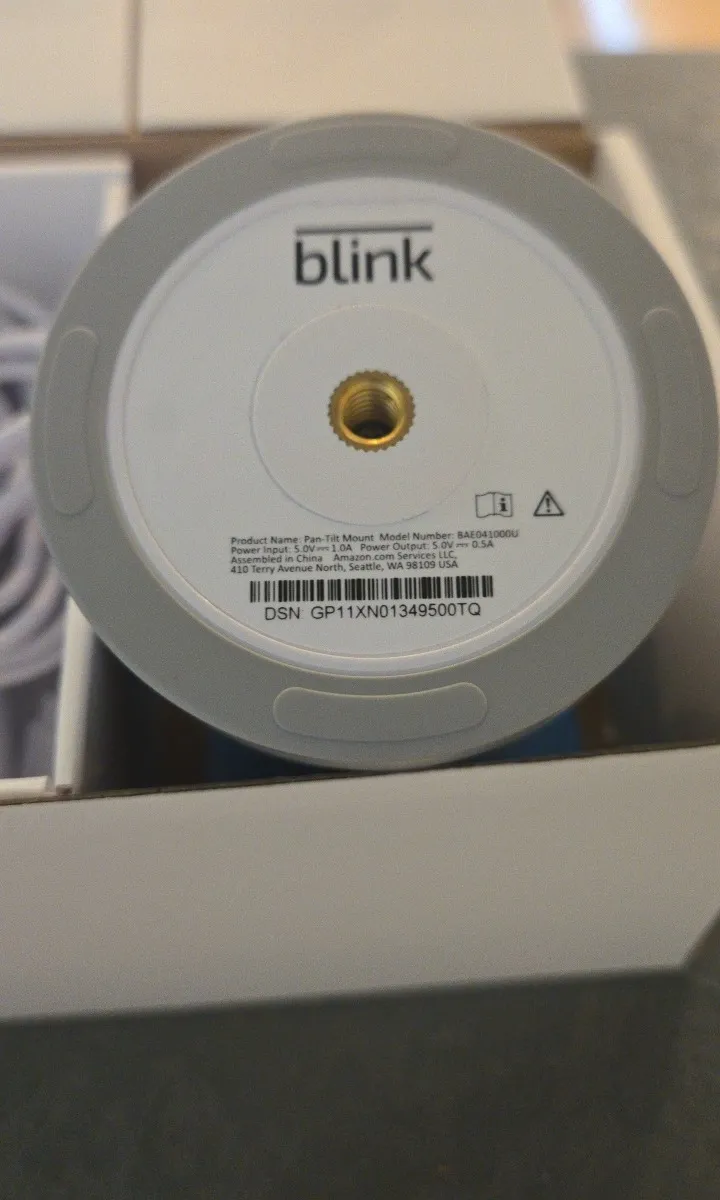 blink
Product Name: Pan-Tilt Mount Model Number: BAE041000U
Power Input: 5.0V⎓1.0A Power Output: 5.0V⎓0.5A
Assembled in China Amazon.com Services LLC,
410 Terry Avenue North, Seattle, WA 98109 USA
DSN: GP11XN01349500TQ